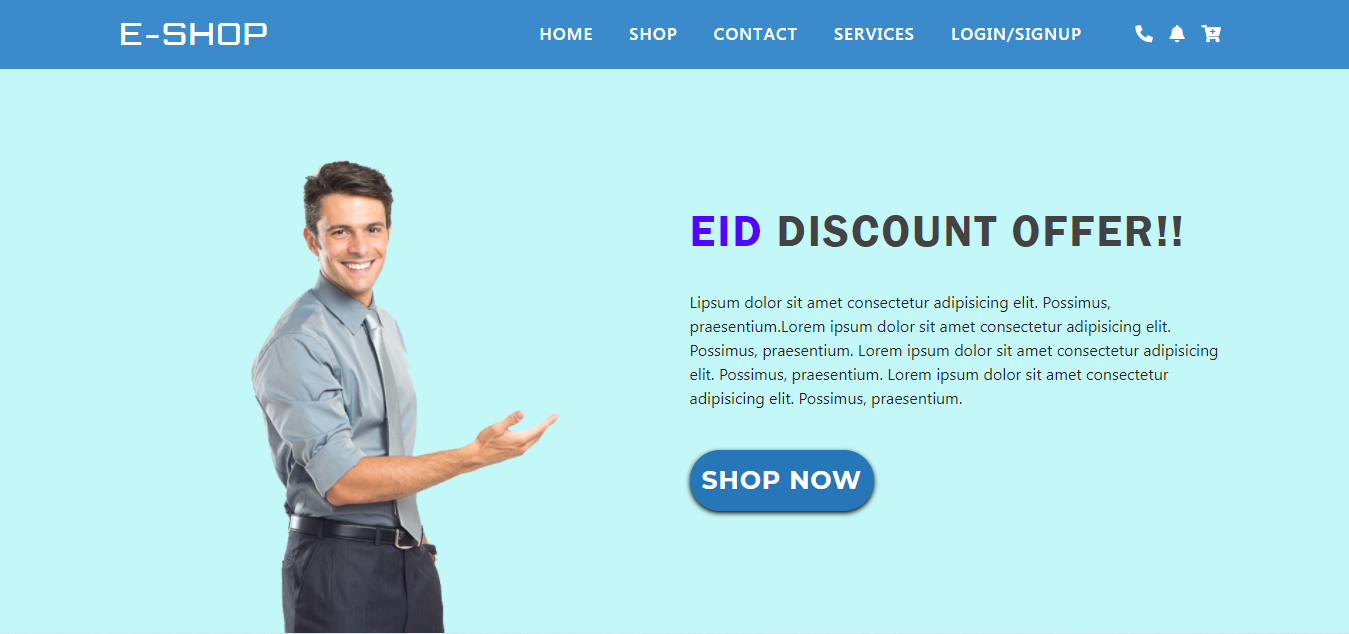 E-SHOP
HOME SHOP CONTACT SERVICES LOGIN/SIGNUP
EID DISCOUNT OFFER!!
Lipsum dolor sit amet consectetur adipisicing elit. Possimus,
praesentium.Lorem ipsum dolor sit amet consectetur adipisicing elit.
Possimus, praesentium. Lorem ipsum dolor sit amet consectetur adipisicing
elit. Possimus, praesentium. Lorem ipsum dolor sit amet consectetur
adipisicing elit. Possimus, praesentium.
SHOP NOW